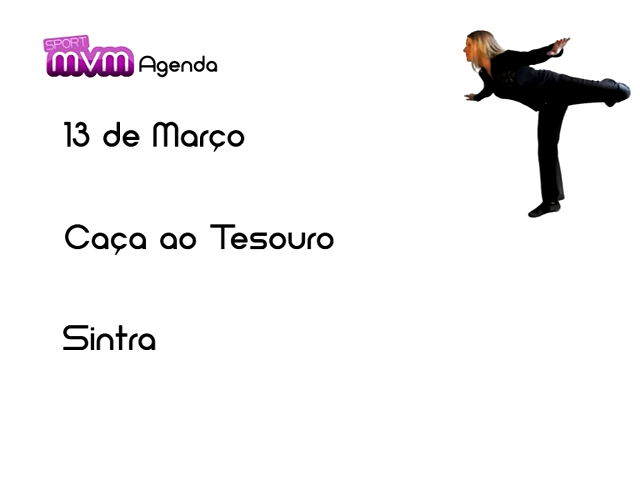 SPORT
mvm Agenda
13 de Março
Caça ao Tesouro
Sintra